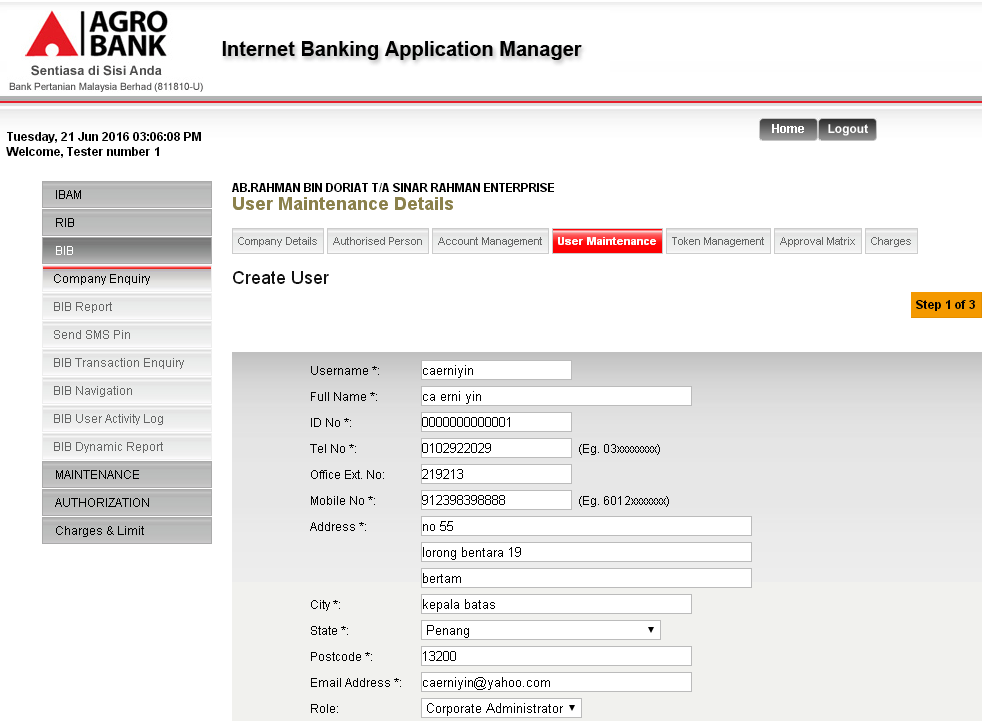 AGRO
BANK
Sentiasa di Sisi Anda
Bank Pertanian Malaysia Berhad (811810-U)
Internet Banking Application Manager
Tuesday, 21 Jun 2016 03:06:08 PM
Welcome, Tester number 1
Home Logout
IBAM
RIB
BIB
Company Enquiry
BIB Report
Send SMS Pin
BIB Transaction Enquiry
BIB Navigation
BIB User Activity Log
BIB Dynamic Report
MAINTENANCE
AUTHORIZATION
Charges & Limit
AB.RAHMAN BIN DORIAT T/A SINAR RAHMAN ENTERPRISE
User Maintenance Details
Company Details Authorised Person Account Management User Maintenance Token Management Approval Matrix Charges
Create User
Step 1 of 3
Username *: caerniyin
Full Name *: ca erni yin
ID No *: 0000000000001
Tel No *: 0102922029 (Eg. 03xxxxxxxx)
Office Ext. No: 219213
Mobile No *: 912398398888 (Eg. 6012xxxxxxx)
Address *: no 55
lorong bentara 19
bertam
City *: kepala batas
State *: Penang
Postcode *: 13200
Email Address *: caerniyin@yahoo.com
Role: Corporate Administrator